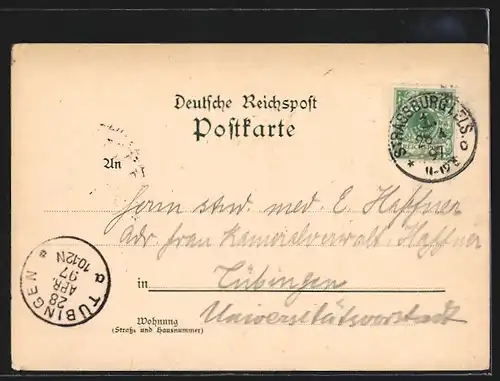 Deutsche Reichspost
Postkarte
STRASSBURG i. ELS.
An
Herrn stud. med. E. Haffner
Adr Frau Kameralverwalt. Haffner
in Tübingen
Universitätsvorstadt
Wohnung
(Straße und Hausnummer)
TÜBINGEN
28
APR.
97
10-12N